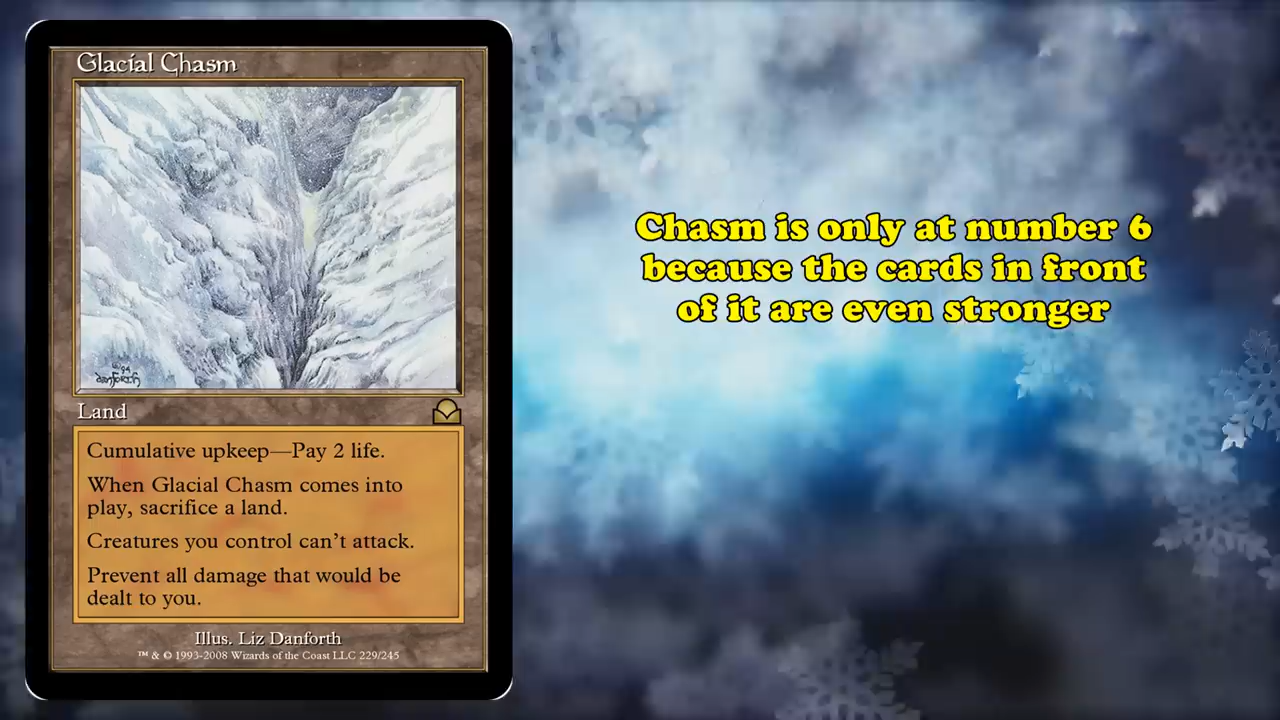 Glacial Chasm
Chasm is only at number 6
because the cards in front
of it are even stronger
Land
Cumulative upkeep—Pay 2 life.
When Glacial Chasm comes into
play, sacrifice a land.
Creatures you control can't attack.
Prevent all damage that would be
dealt to you.
Illus. Liz Danforth
™ & © 1993-2008 Wizards of the Coast LLC 229/245